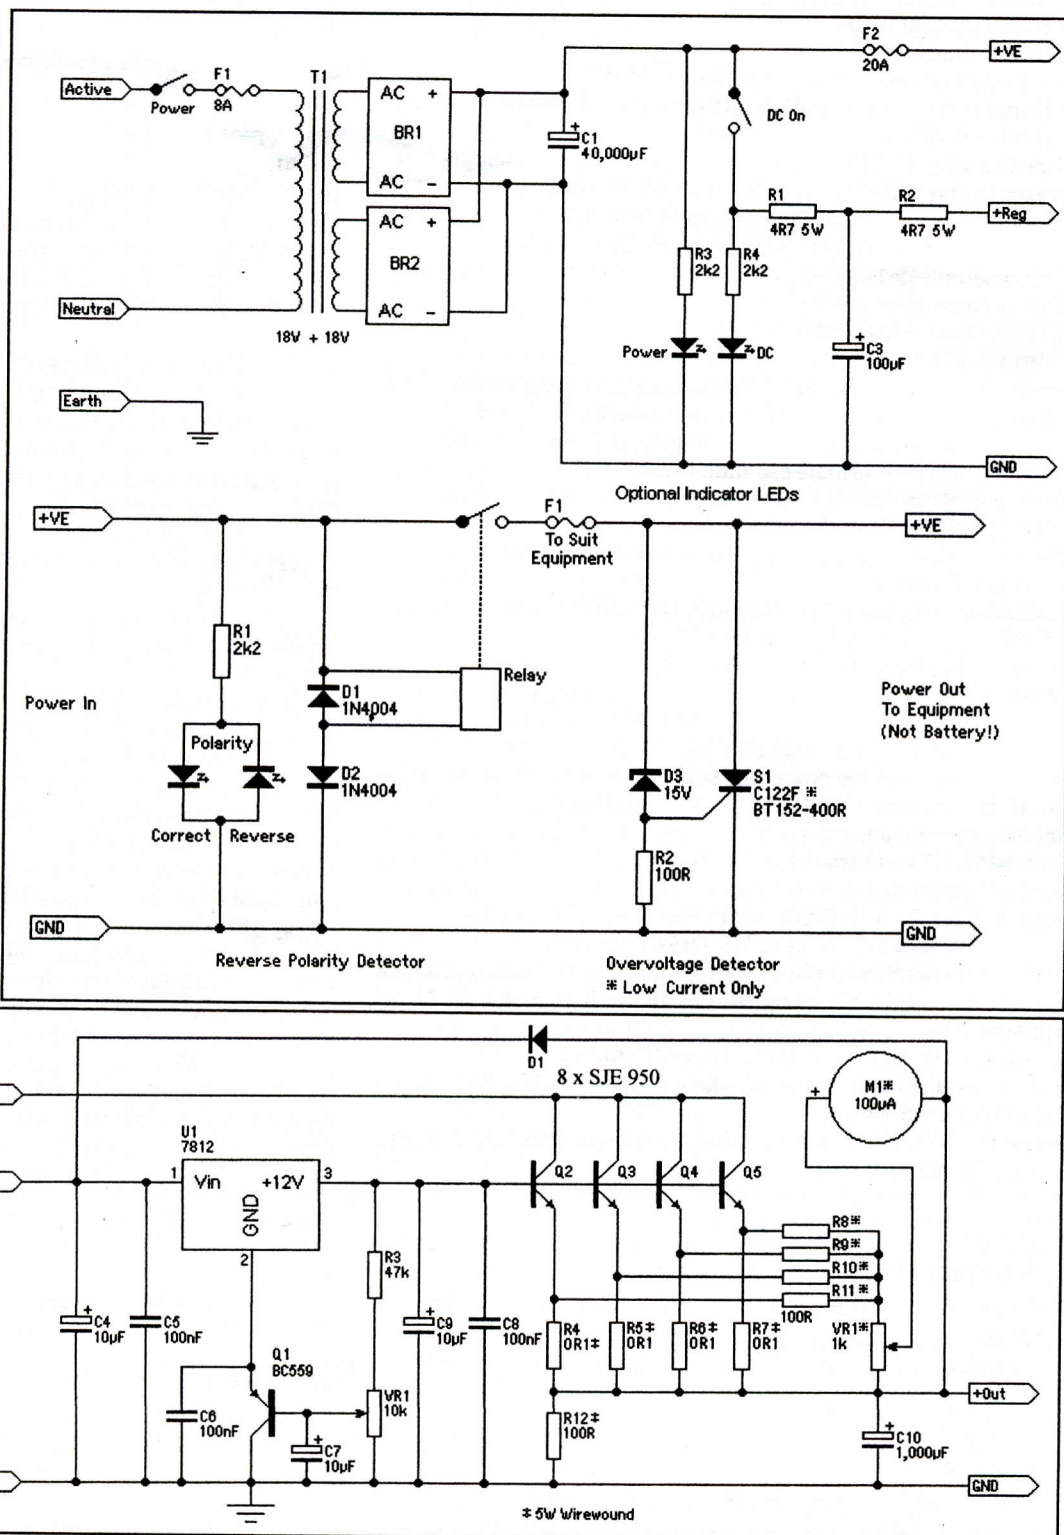 F2
20A
+VE
Active
Power
F1
8A
T1
AC +
BR1
AC -
AC +
BR2
AC -
+
C1
40,000µF
DC On
R1
4R7 5W
R2
4R7 5W
+Reg
R3
2k2
R4
2k2
Neutral
18V + 18V
Power
DC
+
C3
100µF
Earth
GND
Optional Indicator LEDs
+VE
F1
To Suit
Equipment
+VE
R1
2k2
Relay
Power In
D1
1N4004
Power Out
To Equipment
(Not Battery!)
Polarity
D2
1N4004
D3
15V
S1
C122F *
BT152-400R
Correct Reverse
R2
100R
GND
GND
Reverse Polarity Detector
Overvoltage Detector
* Low Current Only
D1
8 x SJE 950
+
M1*
100µA
U1
7812
1
Vin
+12V
3
GND
2
Q2
Q3
Q4
Q5
R3
47k
R8*
R9*
R10*
R11*
100R
+
C4
10µF
C5
100nF
+
C9
10µF
C8
100nF
R4
0R1‡
R5‡
0R1
R6‡
0R1
R7‡
0R1
VR1*
1k
Q1
BC559
VR1
10k
+Out
C6
100nF
+
C7
10µF
R12‡
100R
+
C10
1,000µF
GND
‡ 5W Wirewound